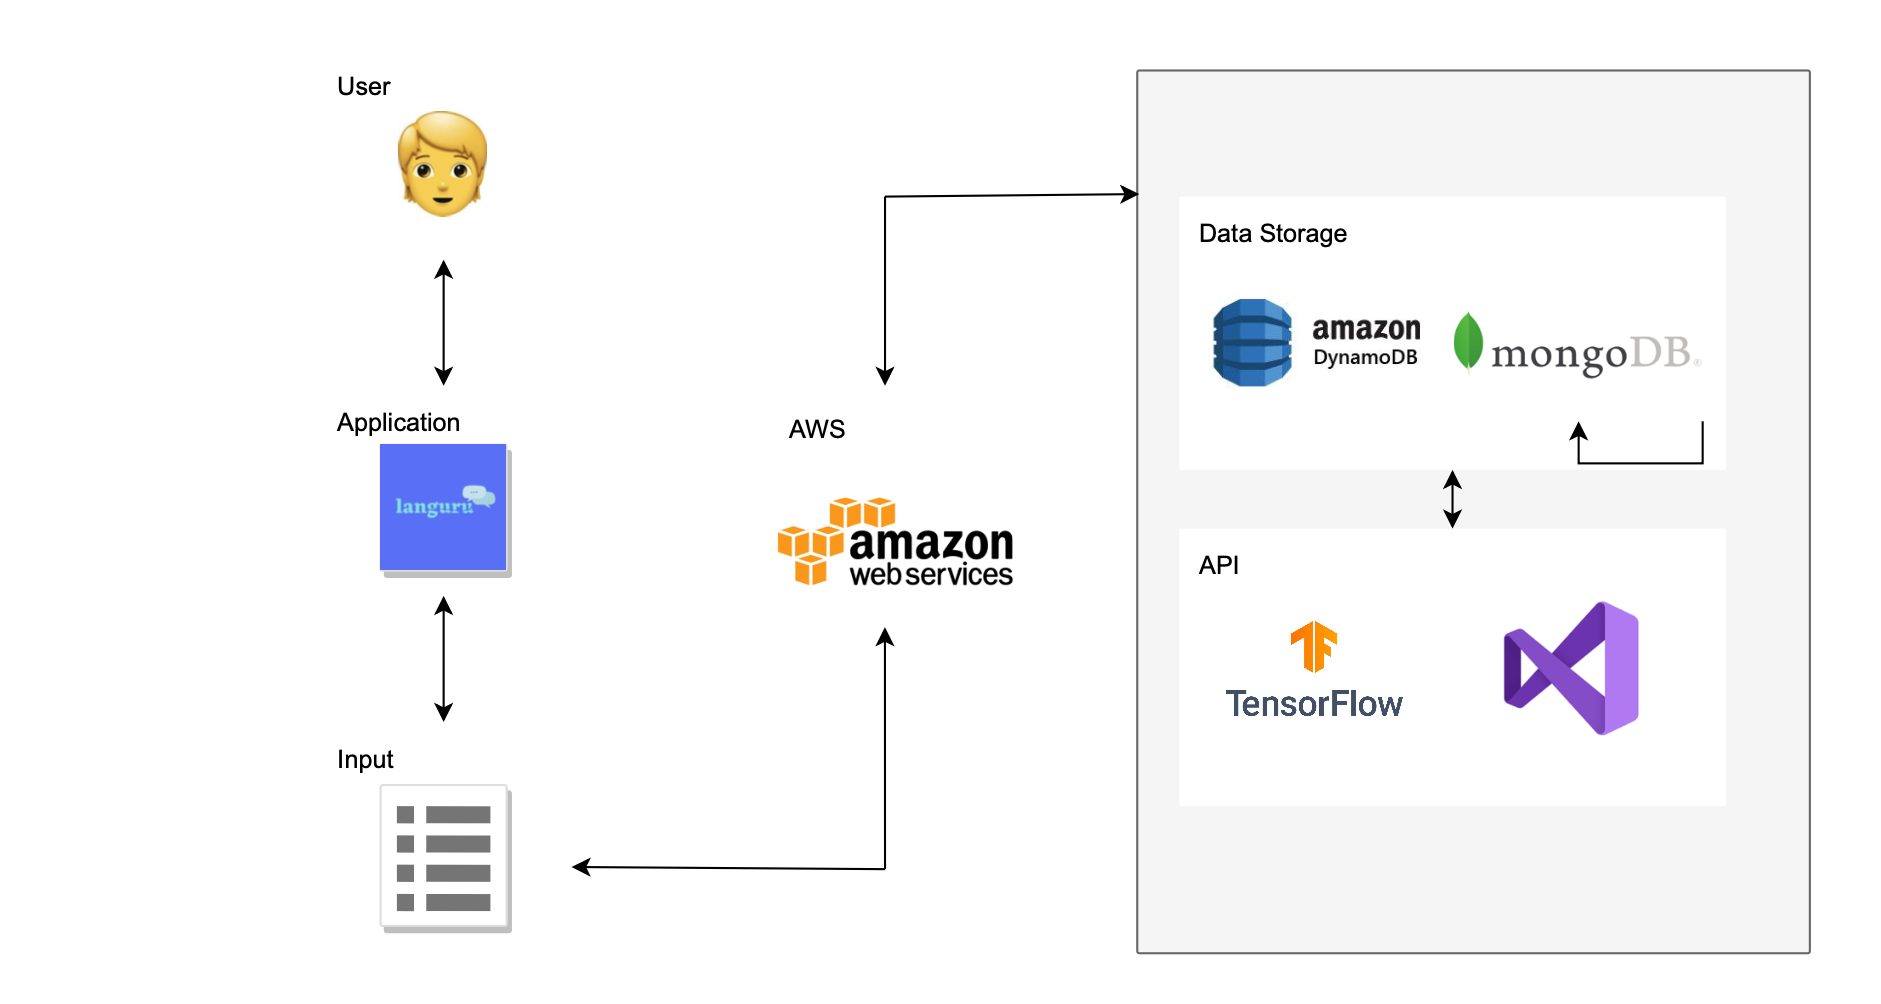 User
Application
languru
Input
AWS
amazon
web services
Data Storage
amazon
DynamoDB
mongoDB®
API
TensorFlow